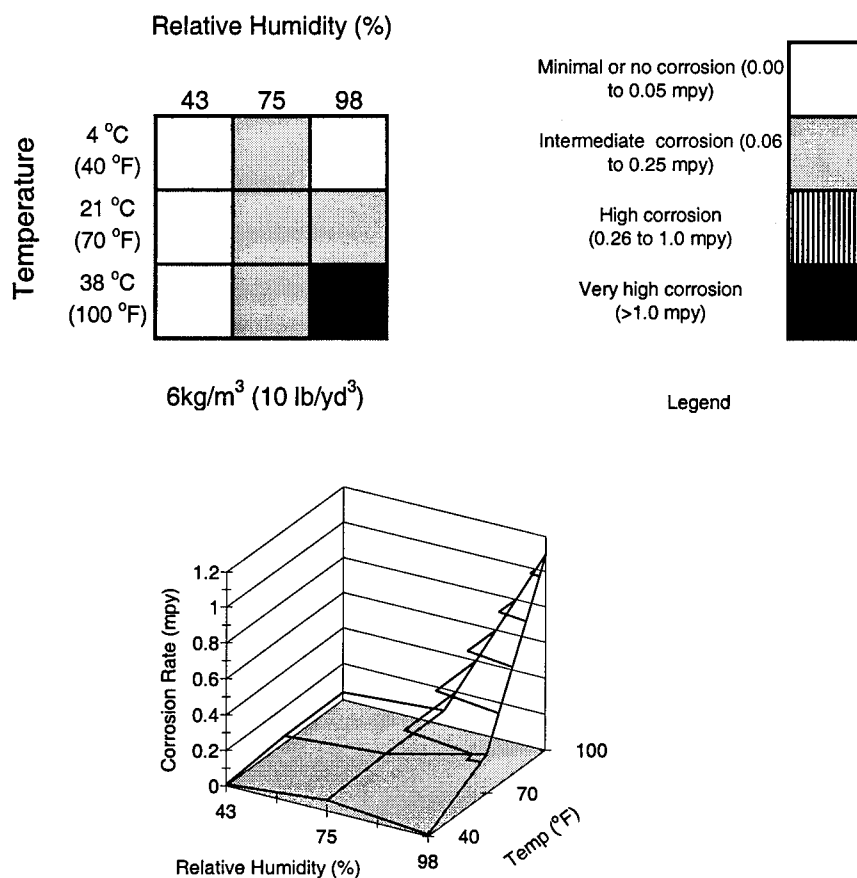 Relative Humidity (%)
43 75 98
Temperature
4 °C
(40 °F)
21 °C
(70 °F)
38 °C
(100 °F)
6kg/m³ (10 lb/yd³)
Minimal or no corrosion (0.00
to 0.05 mpy)
Intermediate corrosion (0.06
to 0.25 mpy)
High corrosion
(0.26 to 1.0 mpy)
Very high corrosion
(>1.0 mpy)
Legend
Corrosion Rate (mpy)
1.2
1
0.8
0.6
0.4
0.2
0
43
75
98
Relative Humidity (%)
40
70
100
Temp (°F)